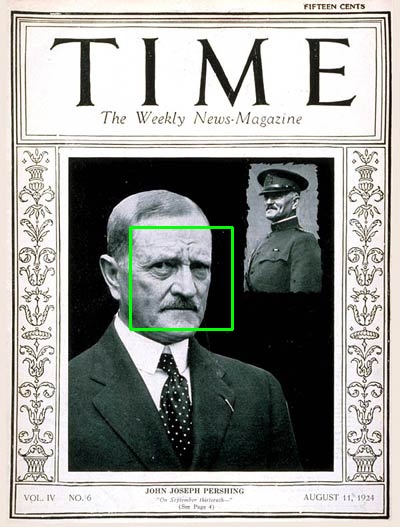 FIFTEEN CENTS
TIME
The Weekly News-Magazine
JOHN JOSEPH PERSHING
"On September thirteenth—"
VOL. IV NO. 6 (See Page 4) AUGUST 11, 1924